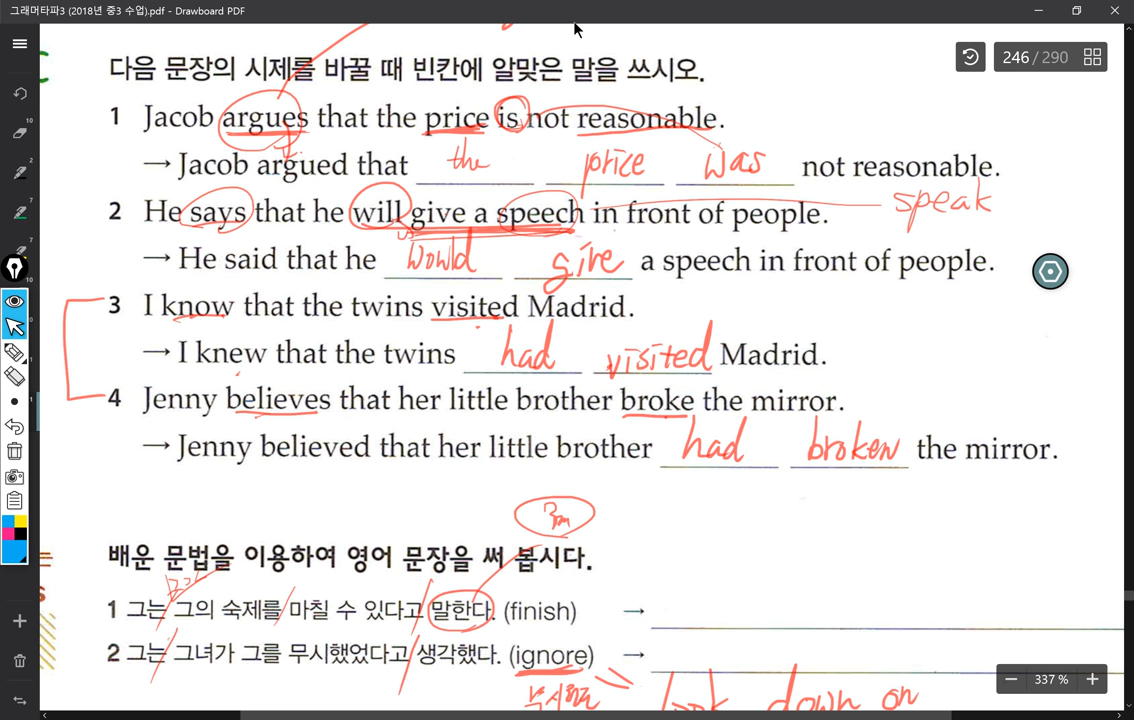 그래머타파3 (2018년 중3 수업).pdf - Drawboard PDF
246 / 290
다음 문장의 시제를 바꿀 때 빈칸에 알맞은 말을 쓰시오.
1 Jacob argues that the price is not reasonable.
→ Jacob argued that the price was not reasonable.
2 He says that he will give a speech in front of people.
speak
→ He said that he would give a speech in front of people.
3 I know that the twins visited Madrid.
→ I knew that the twins had visited Madrid.
4 Jenny believes that her little brother broke the mirror.
→ Jenny believed that her little brother had broken the mirror.
배운 문법을 이용하여 영어 문장을 써 봅시다.
1 그는 그의 숙제를 마칠 수 있다고 말한다. (finish) →
2 그는 그녀가 그를 무시했었다고 생각했다. (ignore) →
look down on
337 %